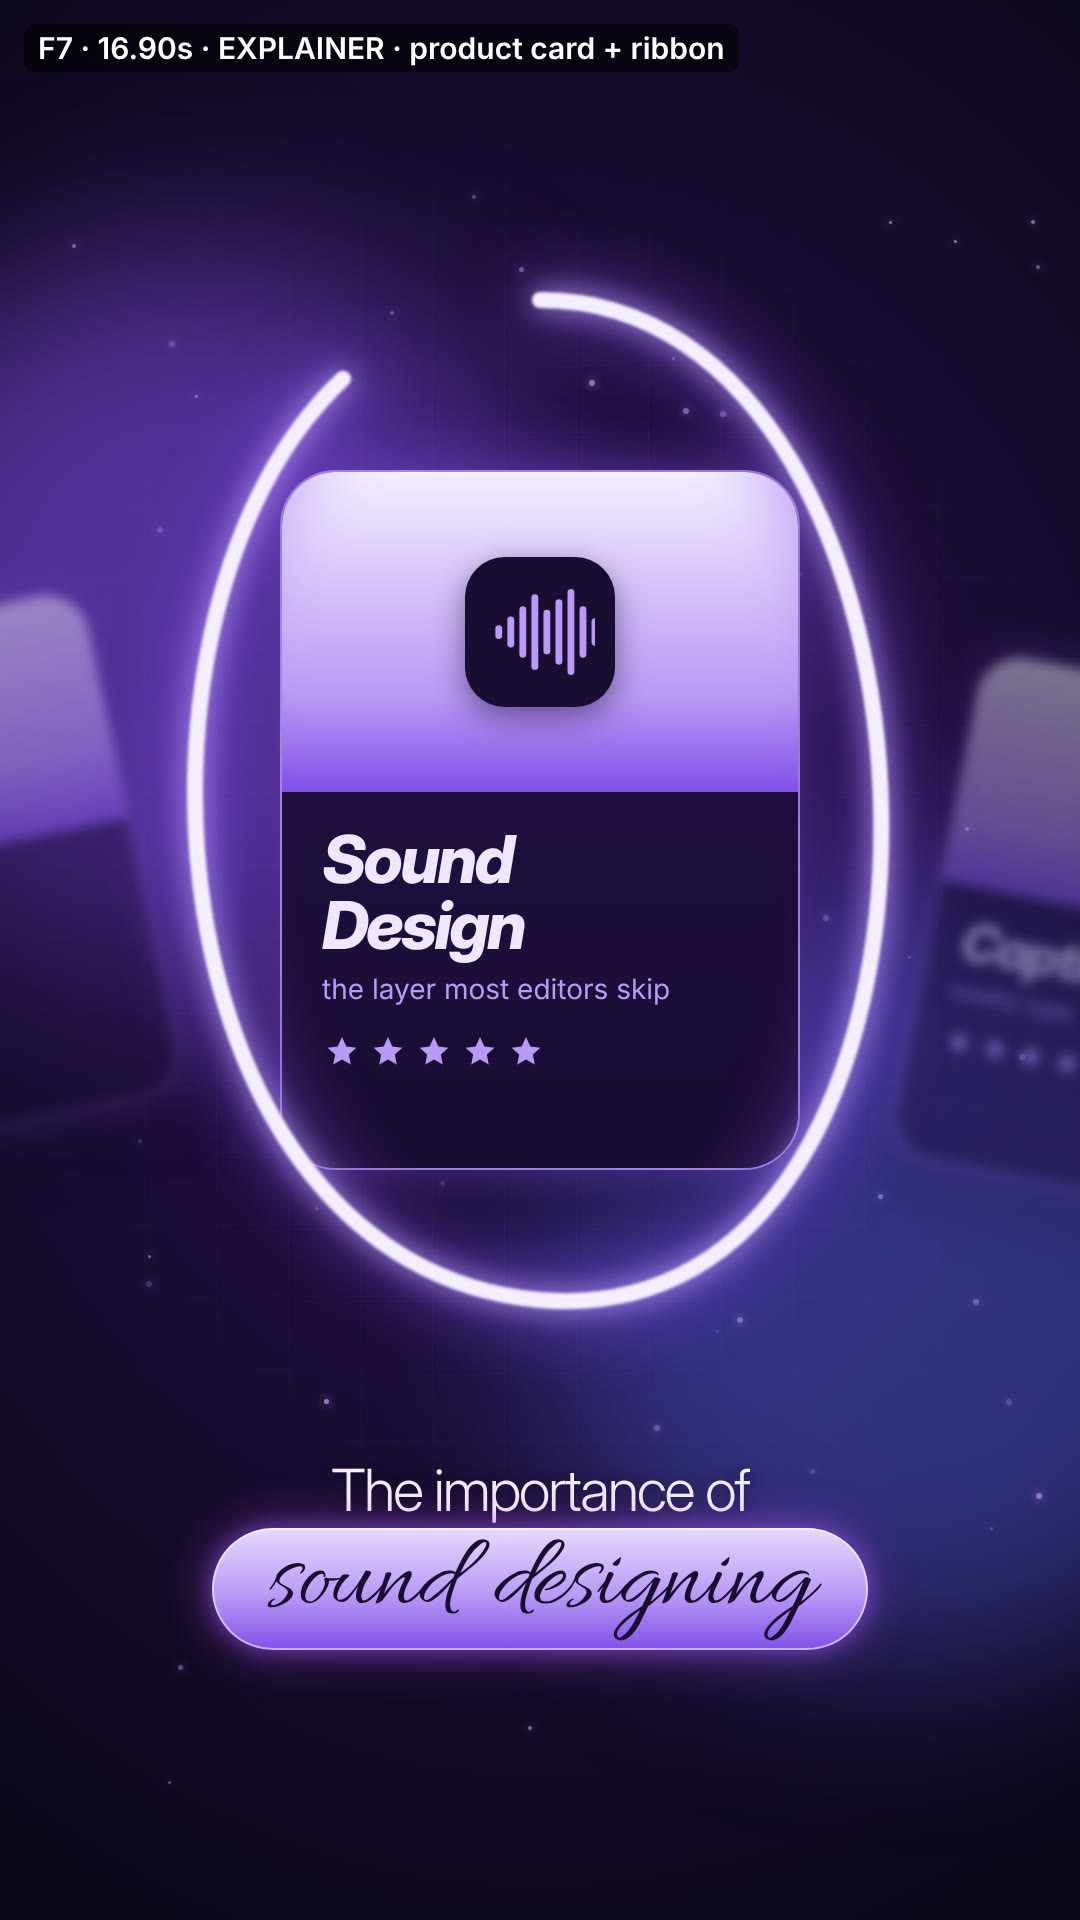 F7 · 16.90s · EXPLAINER · product card + ribbon
Sound
Design
the layer most editors skip
The importance of
sound designing